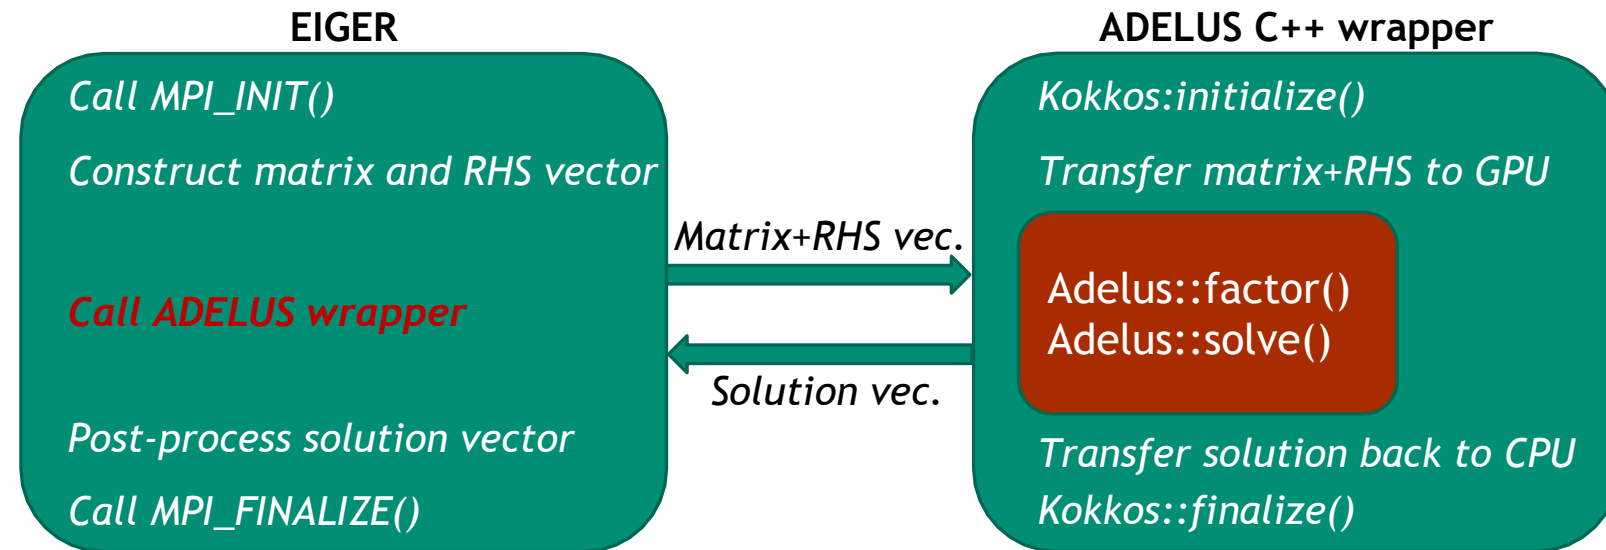 EIGER
Call MPI_INIT()
Construct matrix and RHS vector
Call ADELUS wrapper
Post-process solution vector
Call MPI_FINALIZE()
Matrix+RHS vec.
Solution vec.
ADELUS C++ wrapper
Kokkos:initialize()
Transfer matrix+RHS to GPU
Adelus::factor()
Adelus::solve()
Transfer solution back to CPU
Kokkos::finalize()